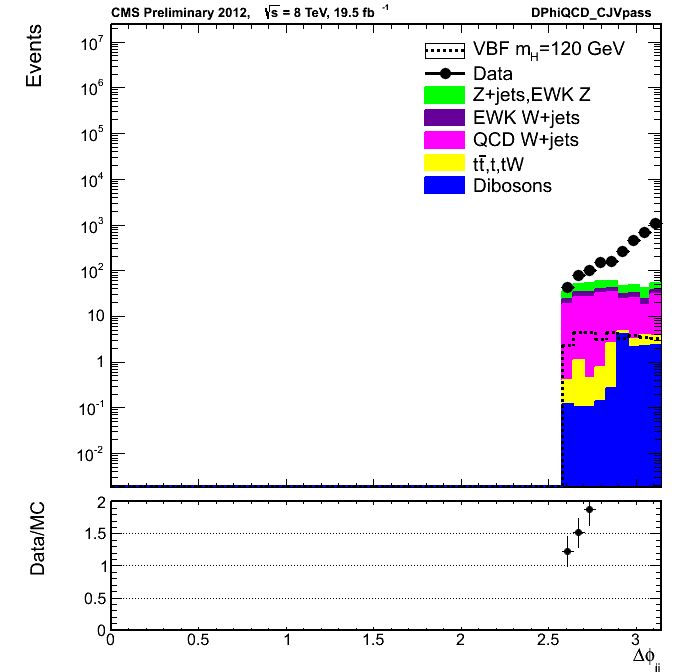 CMS Preliminary 2012, √s = 8 TeV, 19.5 fb⁻¹ DPhiQCD_CJVpass
Events
10⁷
10⁶
10⁵
10⁴
10³
10²
10
1
10⁻¹
10⁻²
VBF m_H=120 GeV
Data
Z+jets,EWK Z
EWK W+jets
QCD W+jets
tt̄,t,tW
Dibosons
Data/MC
2
1.5
1
0.5
0
0 0.5 1 1.5 2 2.5 3
Δϕ_jj